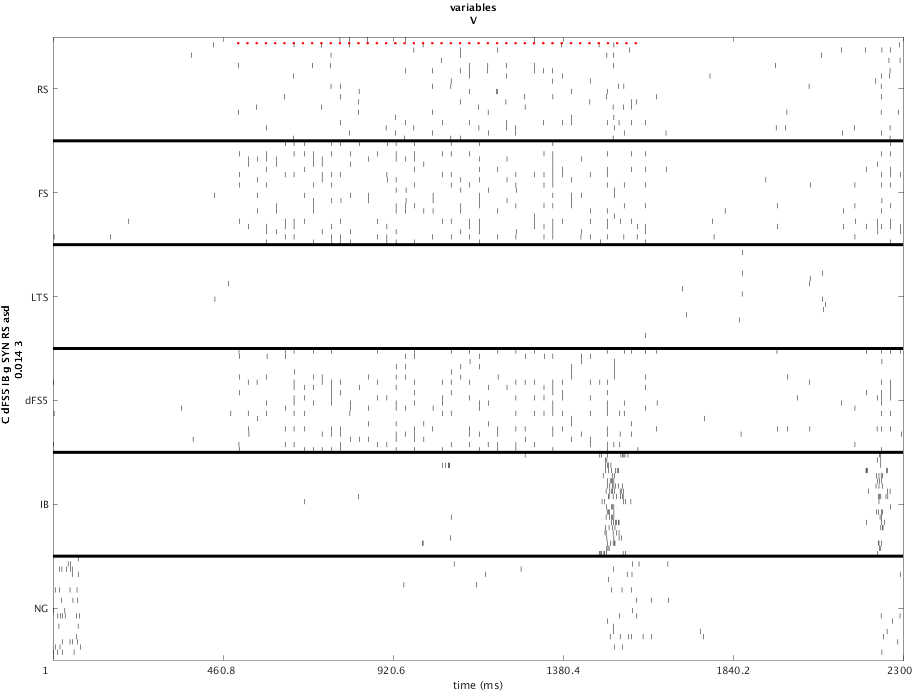 variables
V
RS
FS
LTS
dFS5
IB
NG
C dFS5 IB g SYN RS asd
0.014 3
1
460.8
920.6
1380.4
1840.2
2300
time (ms)